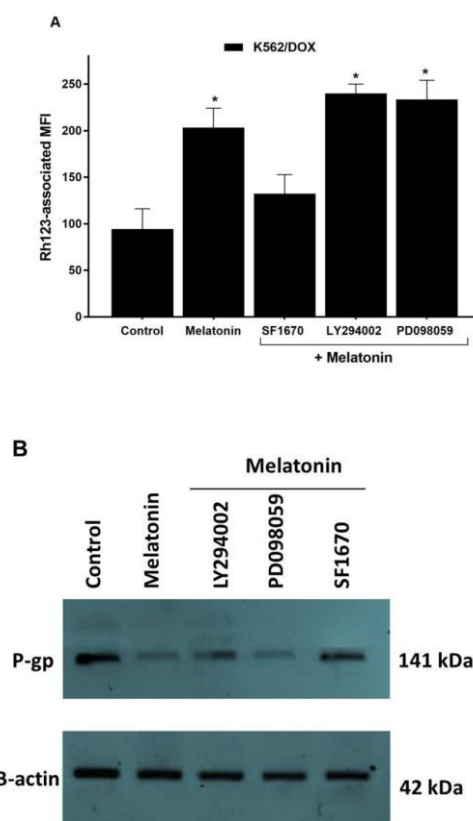 A
K562/DOX
Rh123-associated MFI
250
200
150
100
50
0
* * *
Control Melatonin SF1670 LY294002 PD098059
+ Melatonin
B
Melatonin
Control Melatonin LY294002 PD098059 SF1670
P-gp 141 kDa
-actin 42 kDa